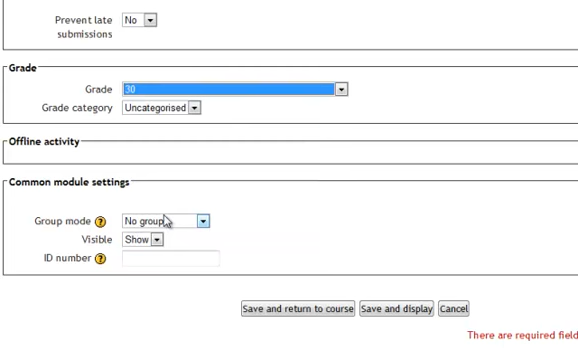 Prevent late No
submissions
Grade
Grade 30
Grade category Uncategorised
Offline activity
Common module settings
Group mode ? No group
Visible Show
ID number ?
Save and return to course Save and display Cancel
There are required field